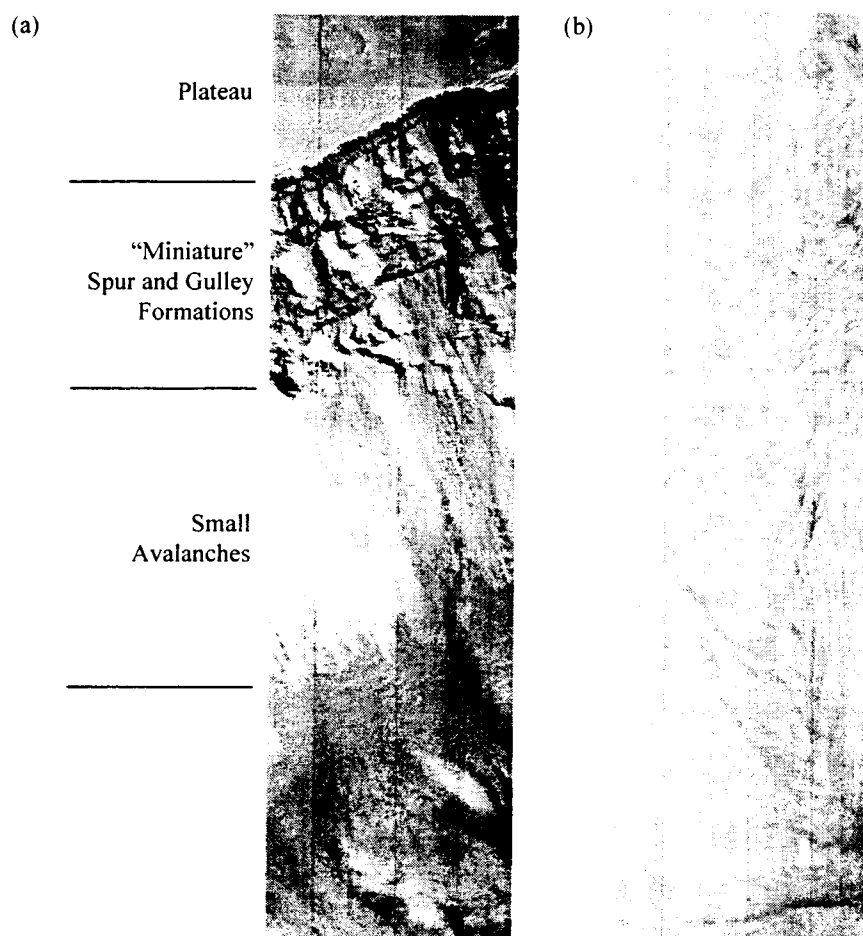 (a)
(b)
Plateau
“Miniature”
Spur and Gulley
Formations
Small
Avalanches